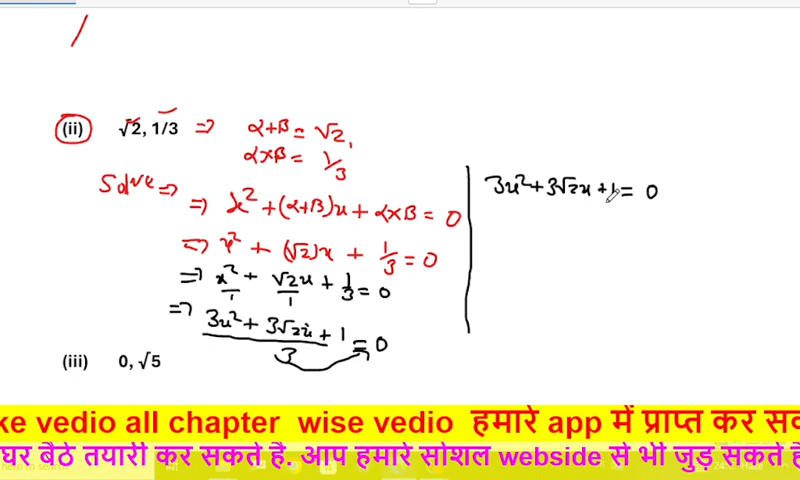 (ii) √2, 1/3 => α+β = √2,
α×β = 1/3
Solve =>
=> x² + (α+β)x + α×β = 0
=> x² + (√2)x + 1/3 = 0
=> x²/1 + √2x/1 + 1/3 = 0
=> 3x² + 3√2x + 1 / 3 = 0
3x² + 3√2x + 1 = 0
(iii) 0, √5
ke vedio all chapter wise vedio हमारे app में प्राप्त कर सक
घर बैठे तयारी कर सकते है. आप हमारे सोशल webside से भी जुड़ सकते है